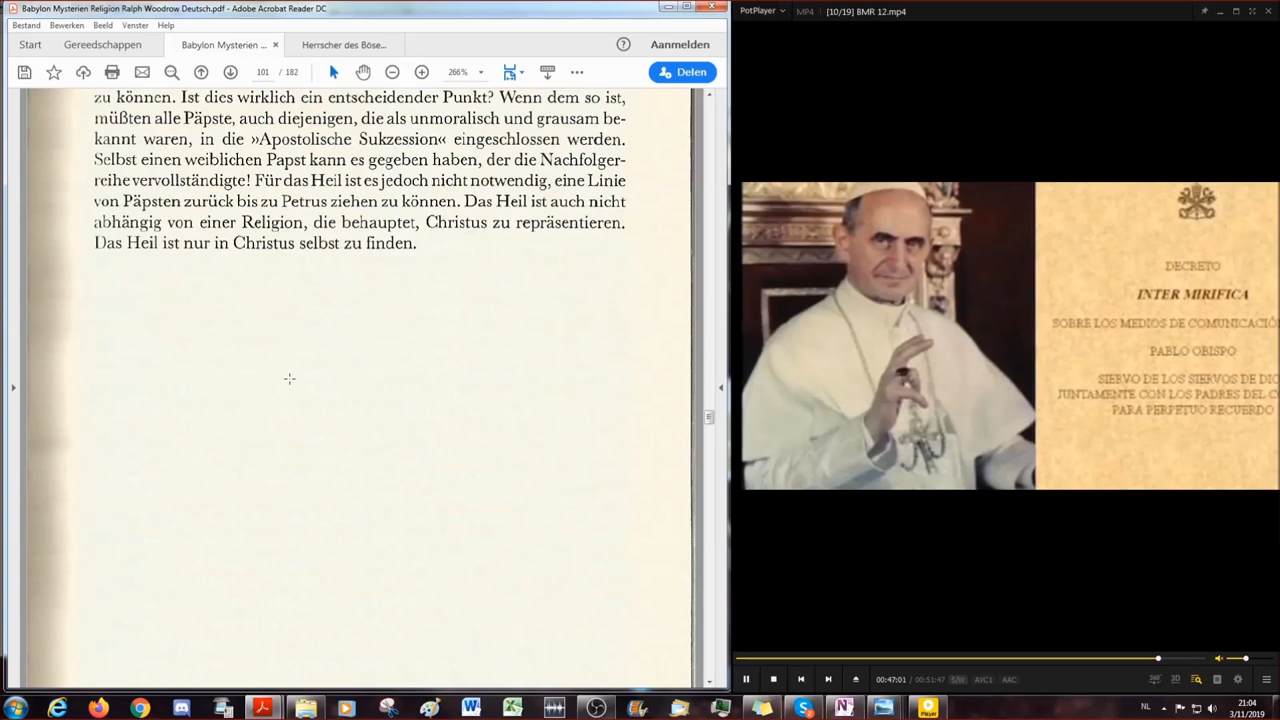 Babylon Mysterien Religion Ralph Woodrow Deutsch.pdf - Adobe Acrobat Reader DC
Bestand Bewerken Beeld Venster Help
Start Gereedschappen Babylon Mysterien ... × Herrscher des Böse... Aanmelden
101 / 182 266% Delen
zu können. Ist dies wirklich ein entscheidender Punkt? Wenn dem so ist,
müßten alle Päpste, auch diejenigen, die als unmoralisch und grausam be-
kannt waren, in die »Apostolische Sukzession« eingeschlossen werden.
Selbst einen weiblichen Papst kann es gegeben haben, der die Nachfolger-
reihe vervollständigte! Für das Heil ist es jedoch nicht notwendig, eine Linie
von Päpsten zurück bis zu Petrus ziehen zu können. Das Heil ist auch nicht
abhängig von einer Religion, die behauptet, Christus zu repräsentieren.
Das Heil ist nur in Christus selbst zu finden.
PotPlayer MP4 [10/19] BMR 12.mp4
DECRETO
INTER MIRIFICA
SOBRE LOS MEDIOS DE COMUNICACIÓ
PABLO OBISPO
SIERVO DE LOS SIERVOS DE DIO
JUNTAMENTE CON LOS PADRES DEL CO
PARA PERPETUO RECUERDO
00:47:01 / 00:51:47 S/W AVC1 AAC
360° 3D
NL 21:04
3/11/2019